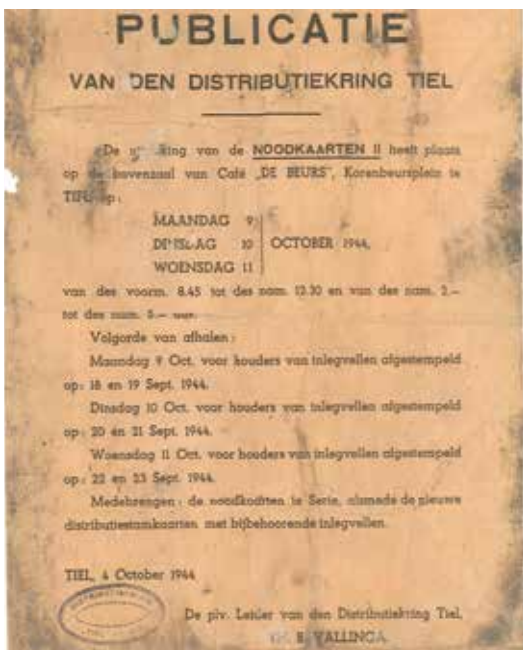 PUBLICATIE
VAN DEN DISTRIBUTIEKRING TIEL
De van de NOODKAARTEN II heeft plaats
op de bovenzaal van Café „DE BEURS", Korenbeursplein te
TIEL op:
MAANDAG 9
DINSDAG 10 OCTOBER 1944,
WOENSDAG 11
van des voorm. 8.45 tot des nam. 12.30 en van des nam. 2.—
tot des nam. 5.— uur.
Volgorde van afhalen:
Maandag 9 Oct. voor houders van inlegvellen afgestempeld
op: 18 en 19 Sept. 1944.
Dinsdag 10 Oct. voor houders van inlegvellen afgestempeld
op: 20 en 21 Sept. 1944.
Woensdag 11 Oct. voor houders van inlegvellen afgestempeld
op: 22 en 23 Sept. 1944.
Medebrengen: de noodkaarten 1e Serie, alsmede de nieuwe
distributiestamkaarten met bijbehoorende inlegvellen.
TIEL, 4 October 1944
De plv. Leider van den Distributiekring Tiel,
VALLINGA